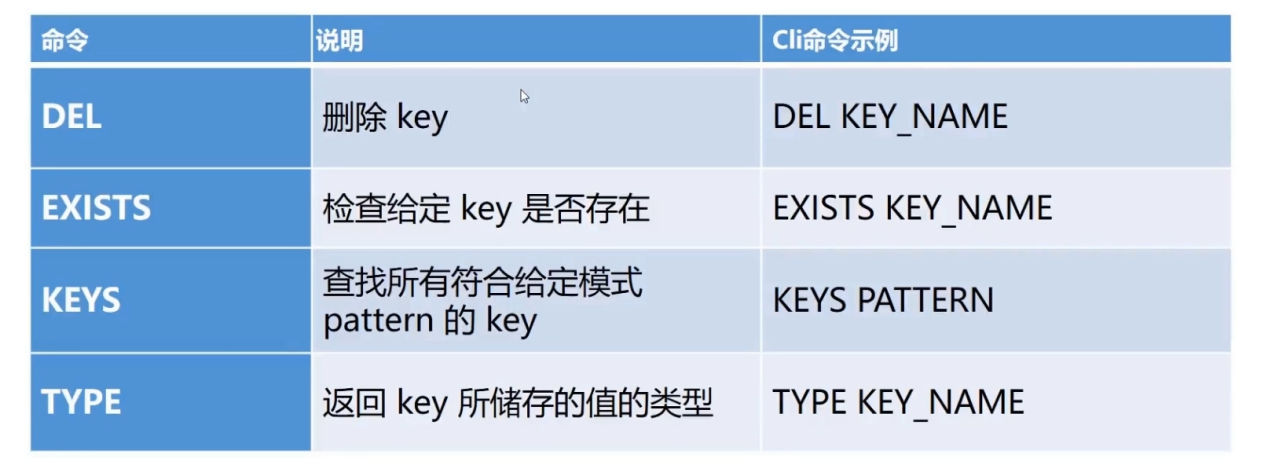 命令 说明 Cli命令示例
DEL 删除 key DEL KEY_NAME
EXISTS 检查给定 key 是否存在 EXISTS KEY_NAME
KEYS 查找所有符合给定模式
pattern 的 key KEYS PATTERN
TYPE 返回 key 所储存的值的类型 TYPE KEY_NAME